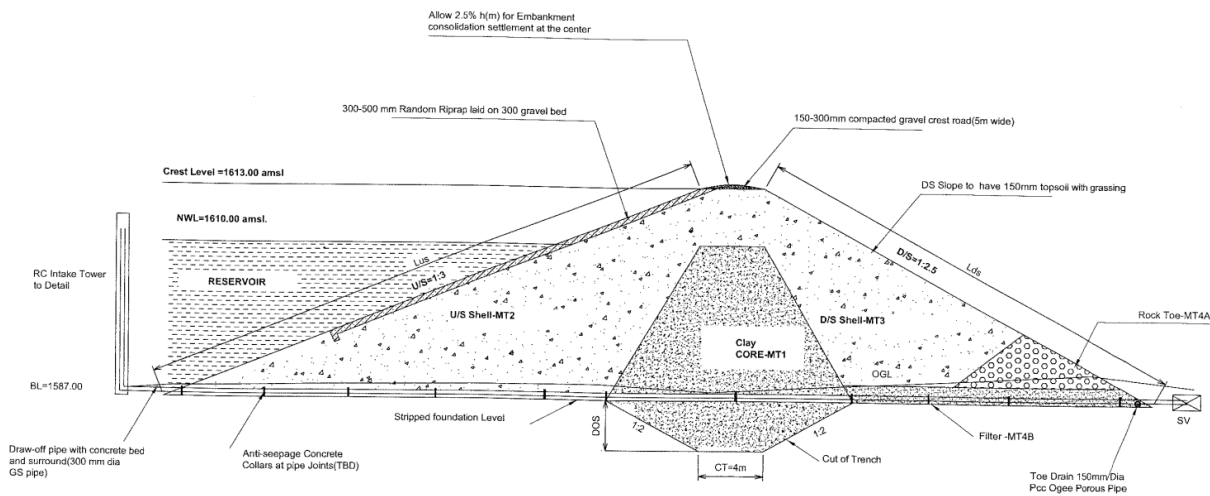 Allow 2.5% h(m) for Embankment
consolidation settlement at the center
300-500 mm Random Riprap laid on 300 gravel bed
150-300mm compacted gravel crest road(5m wide)
Crest Level =1613.00 amsl
DS Slope to have 150mm topsoil with grassing
NWL=1610.00 amsl.
RC Intake Tower
to Detail
RESERVOIR
Lus
U/S=1:3
D/S=1:2.5
Lds
U/S Shell-MT2
D/S Shell-MT3
Rock Toe-MT4A
Clay
CORE-MT1
OGL
BL=1587.00
Stripped foundation Level
DOS
1:2
1:2
SV
Draw-off pipe with concrete bed
and surround(300 mm dia
GS pipe)
Anti-seepage Concrete
Collars at pipe Joints(TBD)
CT=4m
Cut of Trench
Filter -MT4B
Toe Drain 150mm Dia
Pcc Ogee Porous Pipe